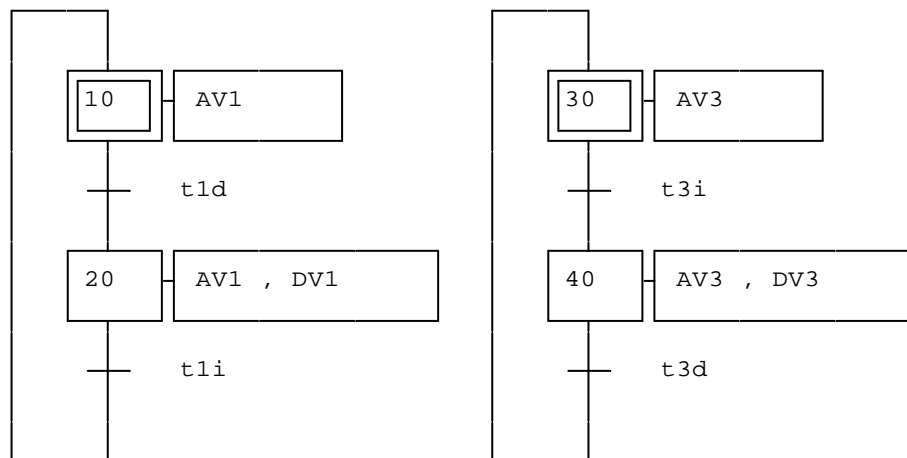 10 AV1
t1d
20 AV1 , DV1
t1i
30 AV3
t3i
40 AV3 , DV3
t3d